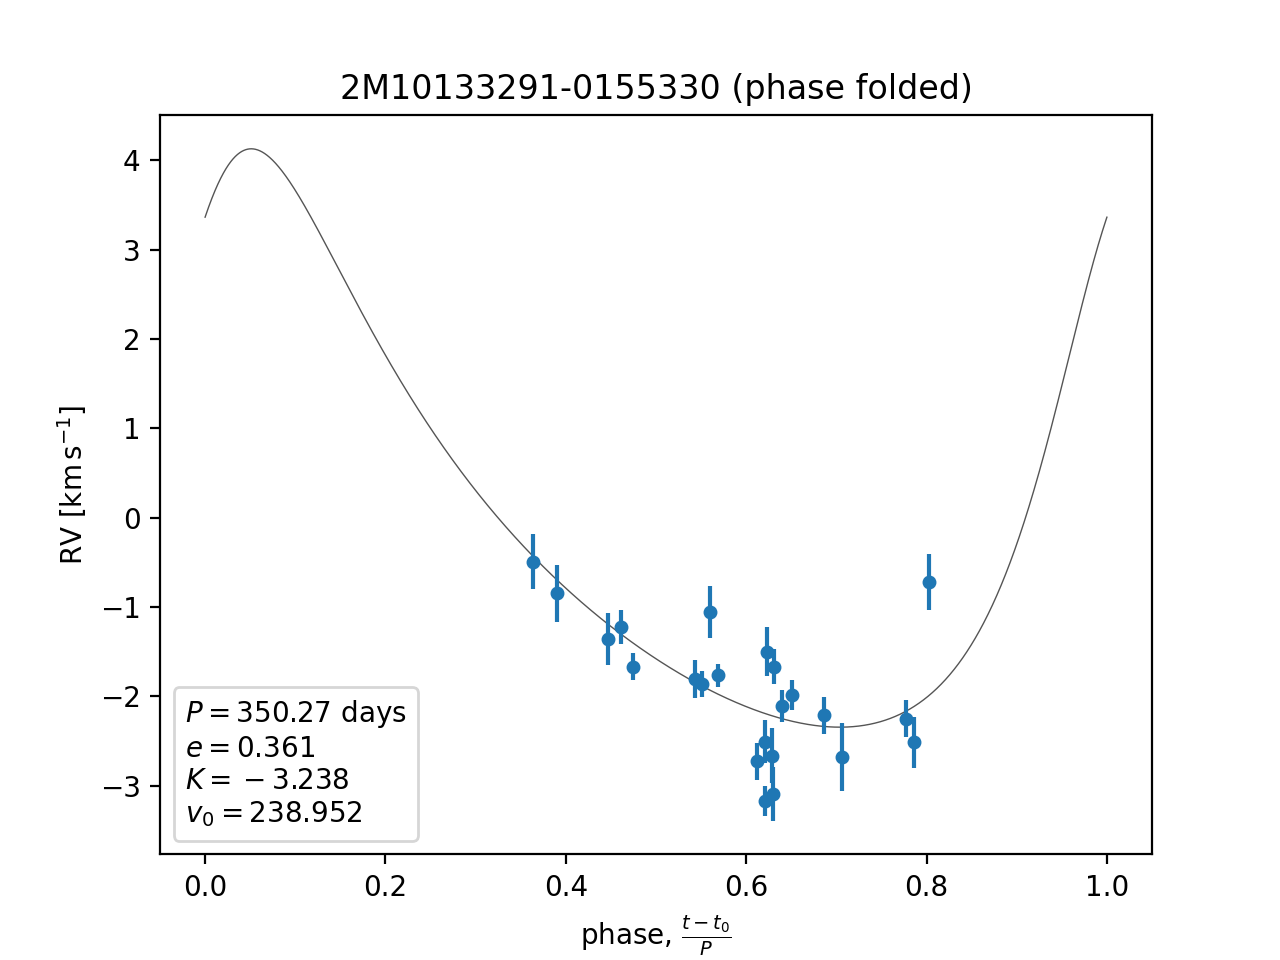 2M10133291-0155330 (phase folded)
RV [km s⁻¹]
4
3
2
1
0
−1
−2
−3
P = 350.27 days
e = 0.361
K = − 3.238
v₀ = 238.952
0.0 0.2 0.4 0.6 0.8 1.0
phase, (t − t₀)/P